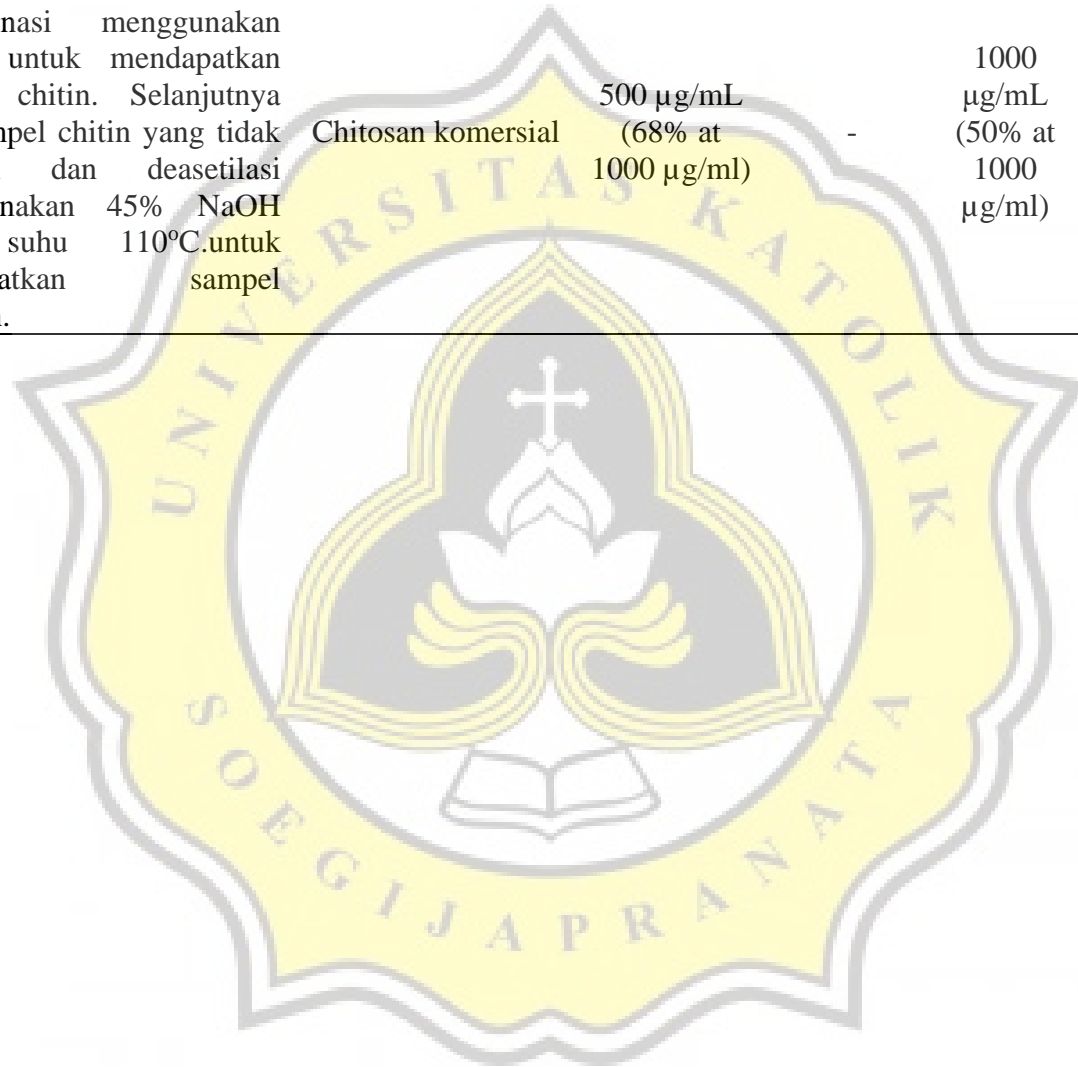 nasi menggunakan
untuk mendapatkan
chitin. Selanjutnya
pel chitin yang tidak
dan deasetilasi
nakan 45% NaOH
suhu 110ºC.untuk
atkan sampel
Chitosan komersial
500 µg/mL
(68% at
1000 µg/ml)
-
1000
µg/mL
(50% at
1000
µg/ml)
UNIVERSITAS KATOLIK
SOEGIJAPRANATA